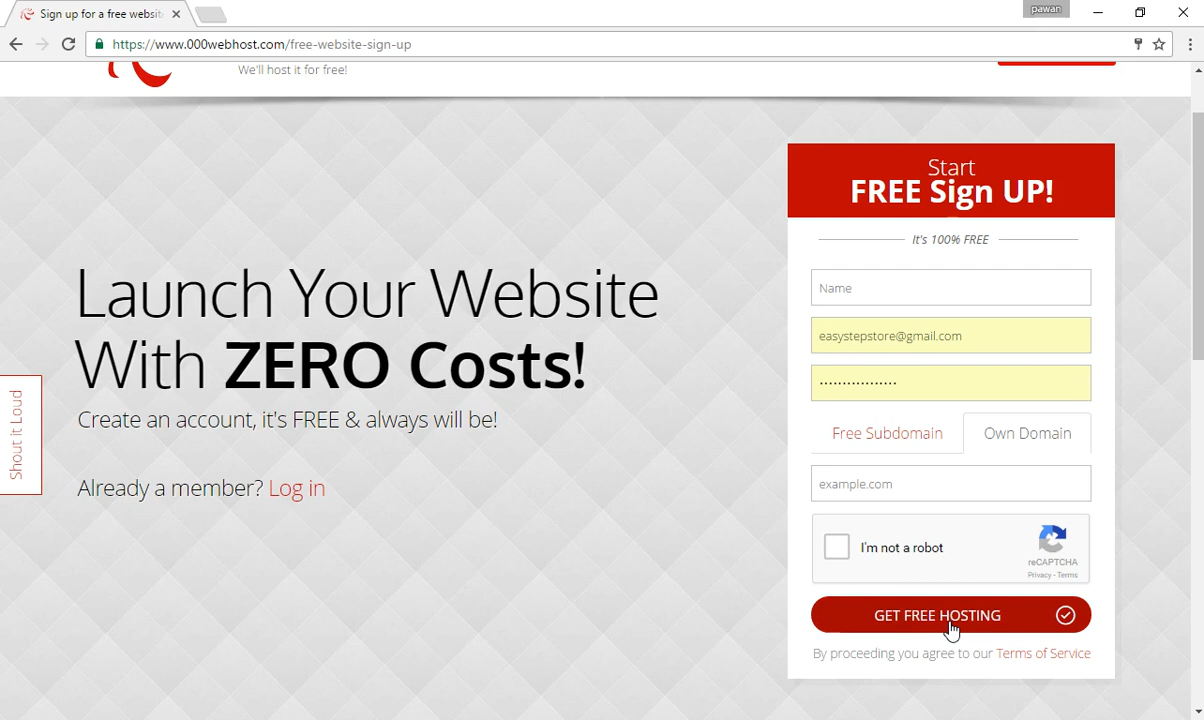 Sign up for a free websit
pawan
https://www.000webhost.com/free-website-sign-up
We'll host it for free!
Start
FREE Sign UP!
It's 100% FREE
Name
easystepstore@gmail.com
Launch Your Website
With ZERO Costs!
Create an account, it's FREE & always will be!
Already a member? Log in
Shout it Loud
Free Subdomain
Own Domain
example.com
I'm not a robot
reCAPTCHA
Privacy - Terms
GET FREE HOSTING
By proceeding you agree to our Terms of Service